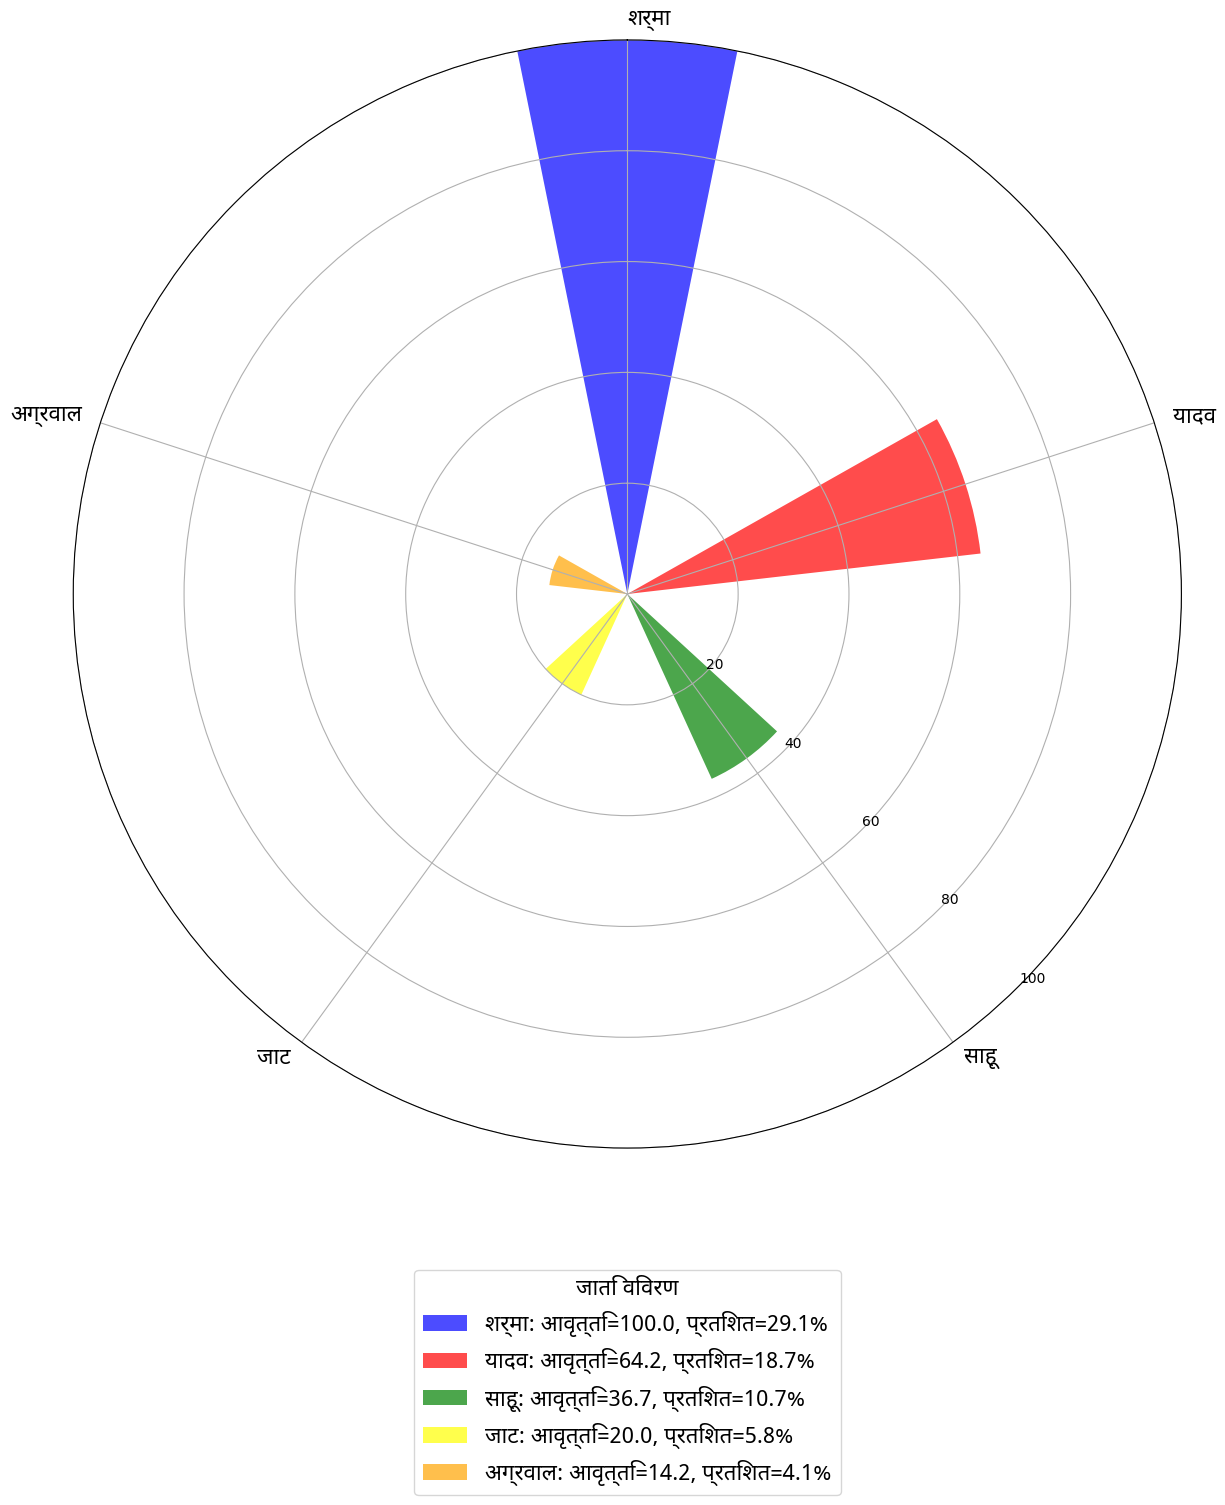 शर्मा
अग्रवाल
यादव
20
40
60
80
100
जाट
साहू
जाति विवरण
शर्मा: आवृत्ति=100.0, प्रतिशत=29.1%
यादव: आवृत्ति=64.2, प्रतिशत=18.7%
साहू: आवृत्ति=36.7, प्रतिशत=10.7%
जाट: आवृत्ति=20.0, प्रतिशत=5.8%
अग्रवाल: आवृत्ति=14.2, प्रतिशत=4.1%